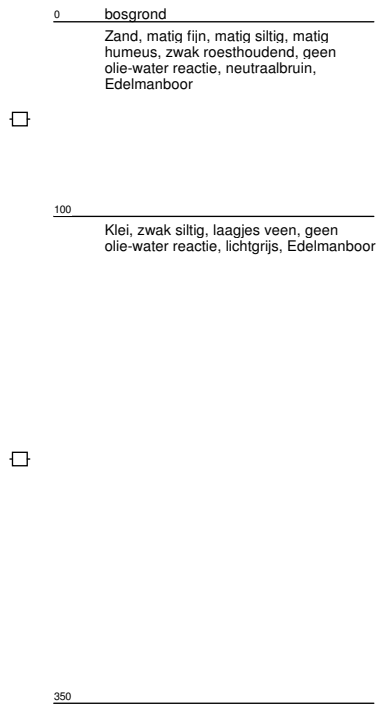 0 bosgrond
Zand, matig fijn, matig siltig, matig
humeus, zwak roesthoudend, geen
olie-water reactie, neutraalbruin,
Edelmanboor
100
Klei, zwak siltig, laagjes veen, geen
olie-water reactie, lichtgrijs, Edelmanboor
350